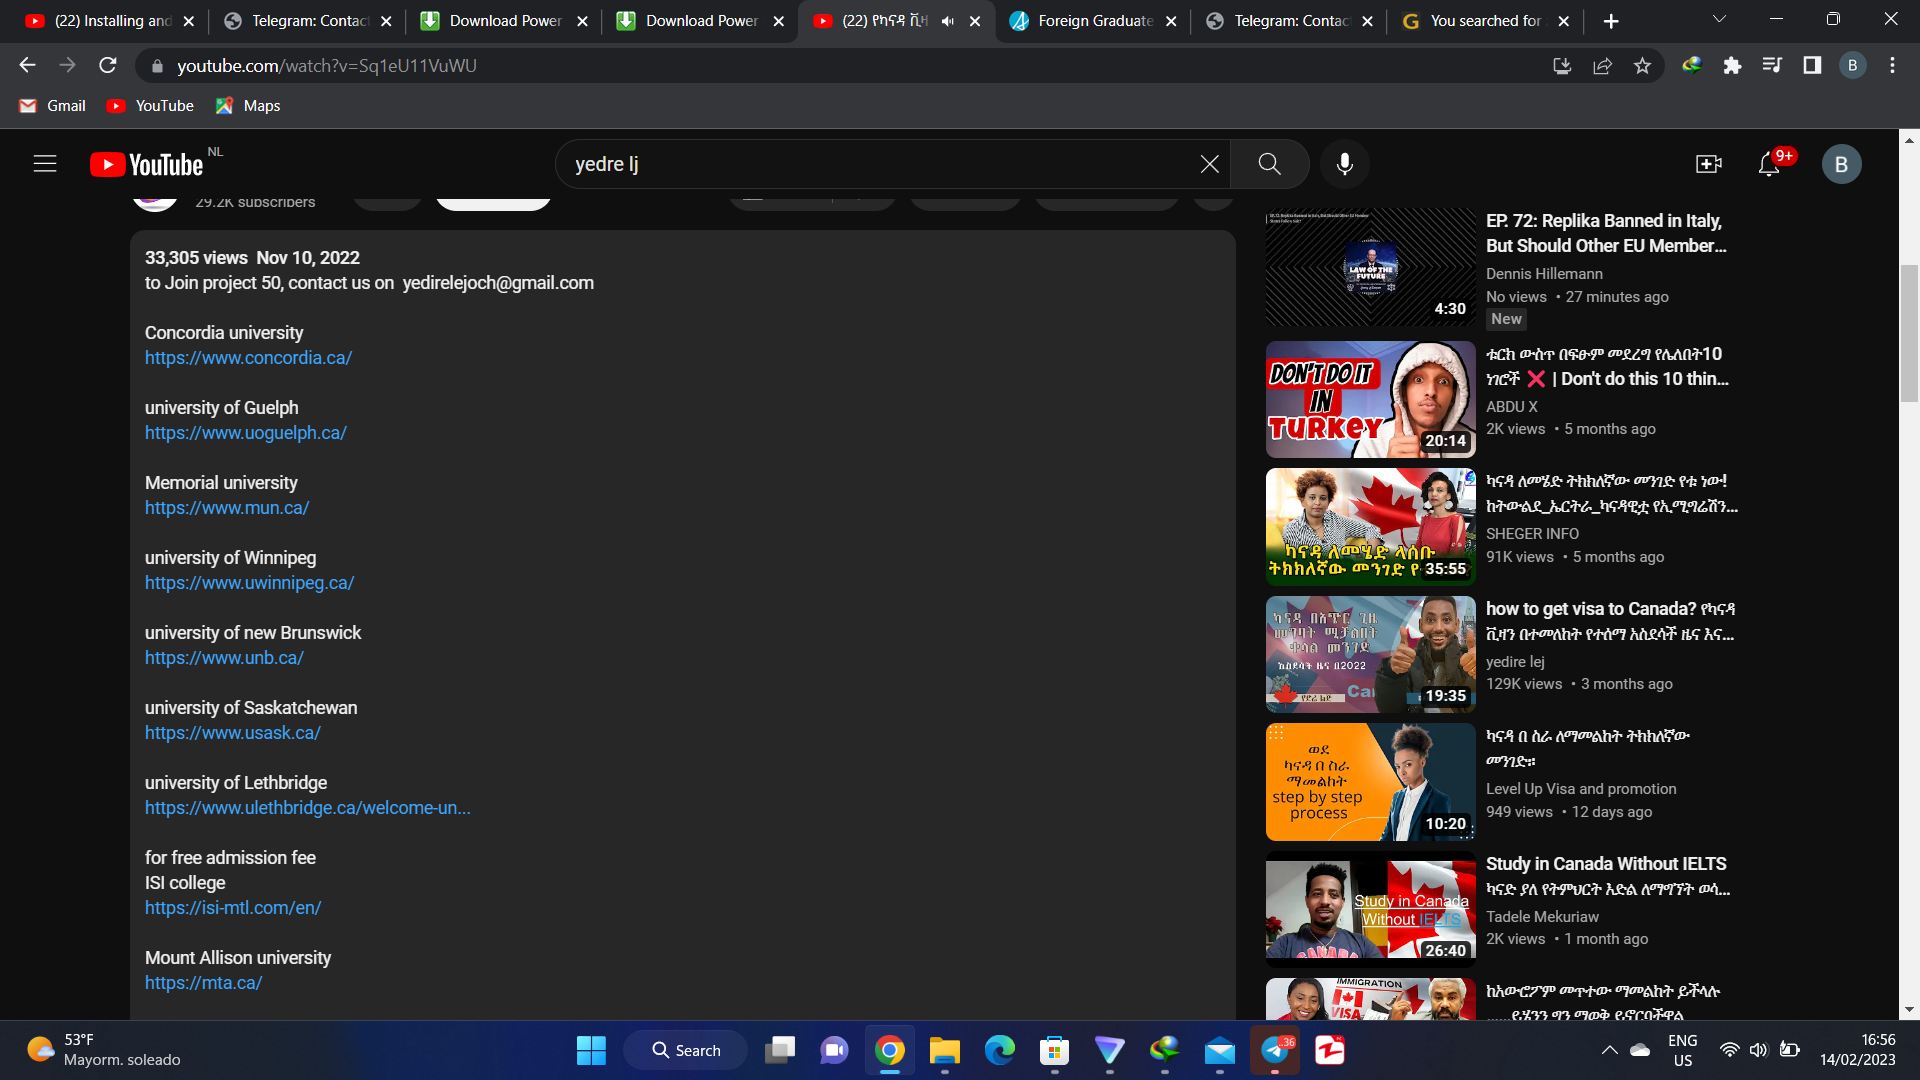 (22) Installing and
Telegram: Contac
Download Power
Download Power
(22) የካናዳ ቪዛ
Foreign Graduate
Telegram: Contac
You searched for
youtube.com/watch?v=Sq1eU11VuWU
B
Gmail
YouTube
Maps
YouTube NL
yedre lj
9+
B
29.2K subscribers
33,305 views Nov 10, 2022
to Join project 50, contact us on yedirelejoch@gmail.com
Concordia university
https://www.concordia.ca/
university of Guelph
https://www.uoguelph.ca/
Memorial university
https://www.mun.ca/
university of Winnipeg
https://www.uwinnipeg.ca/
university of new Brunswick
https://www.unb.ca/
university of Saskatchewan
https://www.usask.ca/
university of Lethbridge
https://www.ulethbridge.ca/welcome-un...
for free admission fee
ISI college
https://isi-mtl.com/en/
Mount Allison university
https://mta.ca/
LAW OF THE
FUTURE
4:30
EP. 72: Replika Banned in Italy,
But Should Other EU Member...
Dennis Hillemann
No views • 27 minutes ago
New
DON'T DO IT
IN
TURKEY
20:14
ቱርክ ውስጥ በፍፁም መደረግ የሌለበት10
ነገሮች ❌ | Don't do this 10 thin...
ABDU X
2K views • 5 months ago
ካናዳ ለመሄድ ላሰቡ
ትክክለኛው መንገድ የ
35:55
ካናዳ ለመሄድ ትክክለኛው መንገድ የቱ ነው!
ከትውልደ_ኤርትራ_ካናዳዊቷ የኢሚግሬሽን...
SHEGER INFO
91K views • 5 months ago
ካናዳ በአጭር ጊዜ
መግባት ሚቻልበት
ቀላል መንገድ
አስደሳች ዜና በ2022
የድሬ ልጅ
Ca
19:35
how to get visa to Canada? የካናዳ
ቪዛን በተመለከት የተሰማ አስደሳች ዜና እና...
yedire lej
129K views • 3 months ago
ወደ
ካናዳ በ ስራ
ማመልከት
step by step
process
10:20
ካናዳ በ ስራ ለማመልከት ትክክለኛው
መንገድ።
Level Up Visa and promotion
949 views • 12 days ago
Study in Canada
Without IELTS
CANADA
26:40
Study in Canada Without IELTS
ካናድ ያለ የትምህርት እድል ለማግኘት ወሳ...
Tadele Mekuriaw
2K views • 1 month ago
IMMIGRATION
VISA
ከአውሮፖም መጥተው ማመልከት ይችላሉ
......ይሄንን ግን ማወቅ ይኖርባችዋል
53°F
Mayorm. soleado
Search
36
ENG
US
16:56
14/02/2023